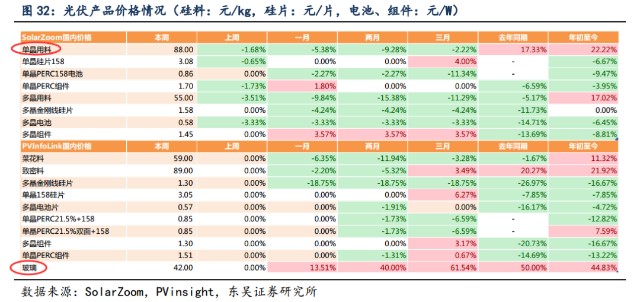 图 32：光伏产品价格情况（硅料：元/kg，硅片：元/片，电池、组件：元/W）
SolarZoom国内价格 本周 上周 一月 两月 三月 去年同期 年初至今
单晶用料 88.00 -1.68% -5.38% -9.28% -2.22% 17.33% 22.22%
单晶硅片158 3.08 -0.65% 0.00% 0.00% 4.00% - -6.67%
单晶PERC158电池 0.86 0.00% -2.27% -2.27% -11.34% - -9.47%
单晶PERC组件 1.70 -1.73% 1.80% 0.00% 0.00% -6.59% -3.95%
多晶用料 55.00 -3.51% -9.84% -15.38% -11.29% -5.17% 17.02%
多晶金刚线硅片 1.58 0.00% -4.24% -4.24% -4.24% -11.73% 0.00%
多晶电池 0.58 -3.33% -3.33% -3.33% -3.33% -14.71% -6.45%
多晶组件 1.45 0.00% 3.57% 3.57% 3.57% -13.69% -8.81%
PVInfoLink国内价格 本周 上周 一月 两月 三月 去年同期 年初至今
菜花料 59.00 0.00% -6.35% -11.94% -3.28% -1.67% 11.32%
致密料 89.00 0.00% -2.20% -5.32% 3.49% 20.27% 21.92%
多晶金刚线硅片 1.30 0.00% -18.75% -18.75% -18.75% -26.97% -16.67%
单晶158硅片 3.05 0.00% 0.00% 0.00% 6.27% -7.85% -7.85%
多晶电池片 0.57 0.00% 0.00% -1.91% 0.00% -16.17% -4.72%
单晶PERC21.5%+158 0.85 0.00% 0.00% -1.73% -6.59% - -12.82%
单晶PERC21.5%双面+158 0.85 0.00% 0.00% -1.73% -6.59% - 7.59%
多晶组件 1.30 0.00% 0.00% 0.00% 3.17% -20.73% -16.67%
单晶PERC组件 1.51 0.00% 0.00% -1.31% 0.67% -14.69% -13.22%
玻璃 42.00 0.00% 13.51% 40.00% 61.54% 50.00% 44.83%
数据来源：SolarZoom，PVinsight，东吴证券研究所